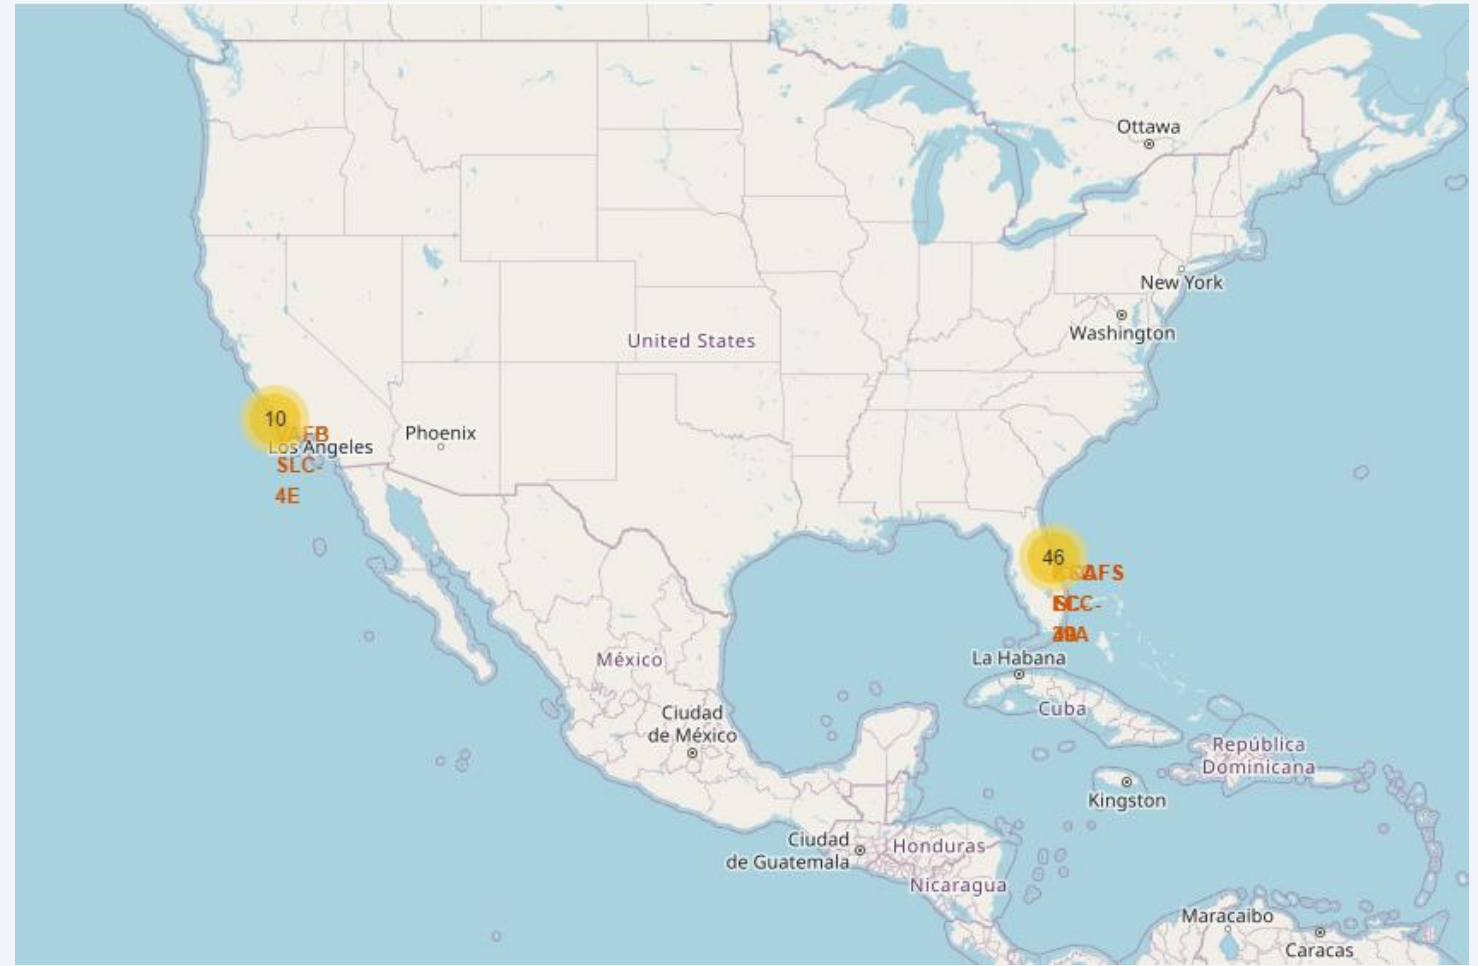 Ottawa
New York
Washington
United States
10
AFB
Los Angeles
SLC-
4E
Phoenix
46
AFS
La Habana
México
Cuba
Ciudad
de México
República
Dominicana
Kingston
Ciudad
de Guatemala
Honduras
Nicaragua
Maracaibo
Caracas